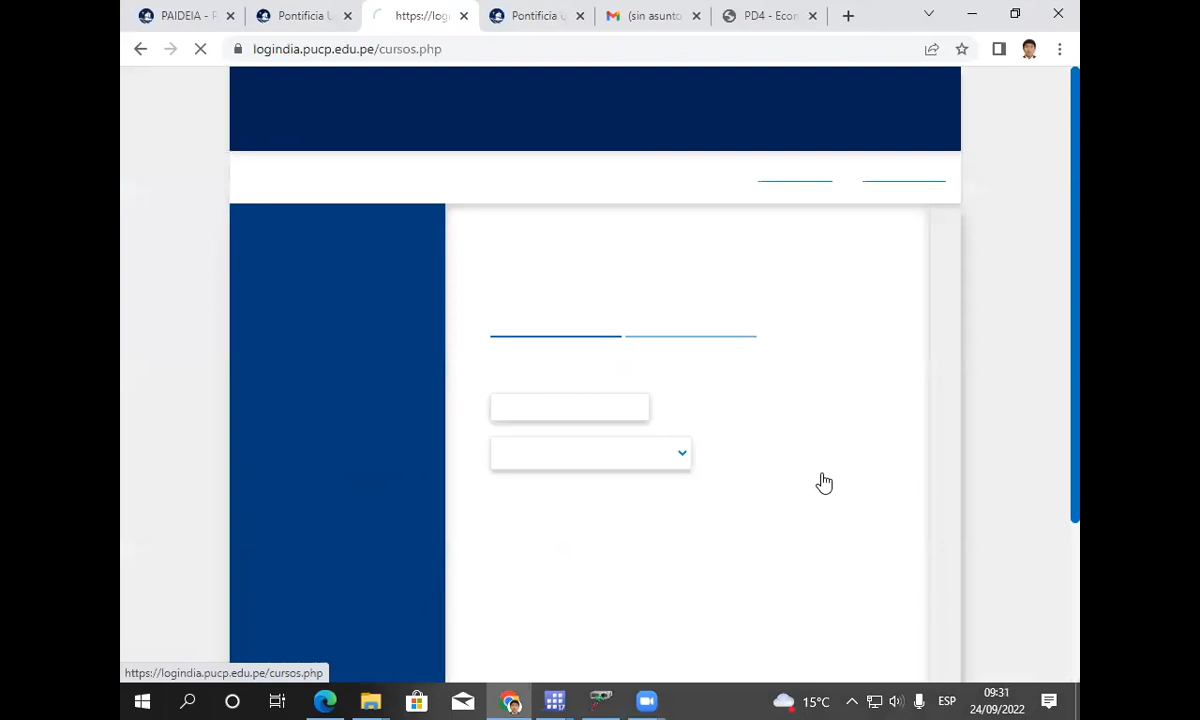 PAIDEIA - P
Pontificia U
https://log
Pontificia U
(sin asunto
PD4 - Econ
logindia.pucp.edu.pe/cursos.php
https://logindia.pucp.edu.pe/cursos.php
15°C
ESP
09:31
24/09/2022